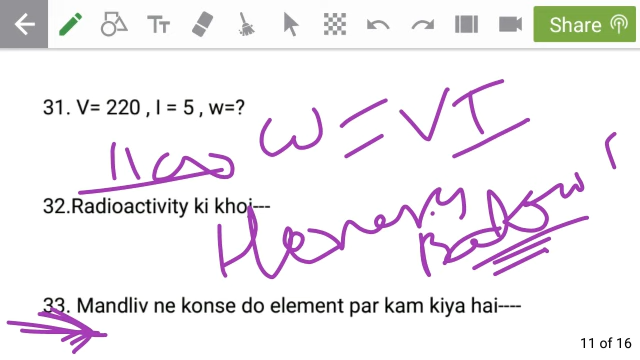 Tт
Share
31. V= 220 , I = 5 , w=?
W = VI
1100
32.Radioactivity ki khoj---
33. Mandliv ne konse do element par kam kiya hai----
11 of 16